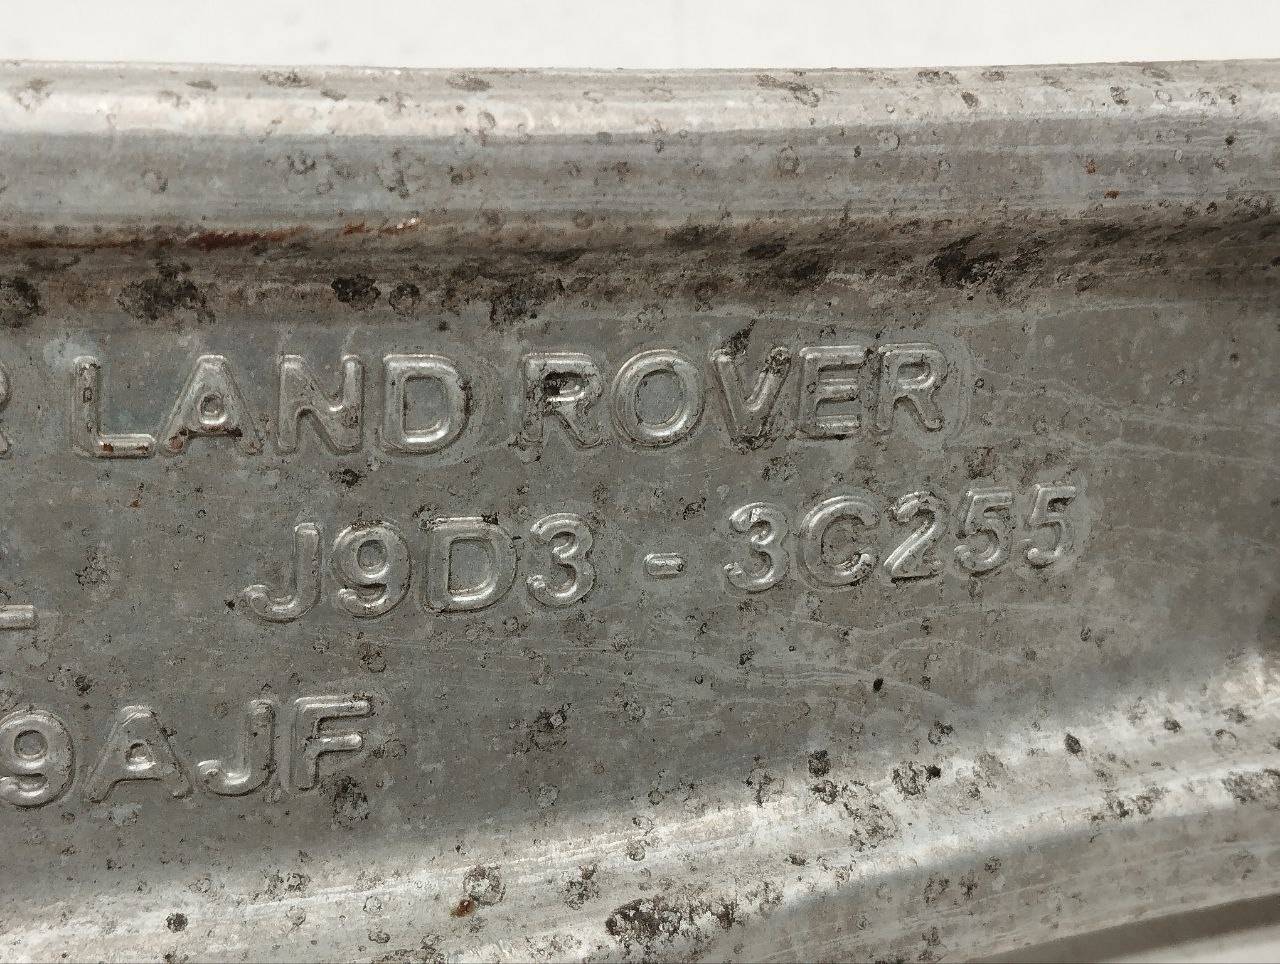 R LAND ROVER
J9D3 - 3C255
-
9AJF